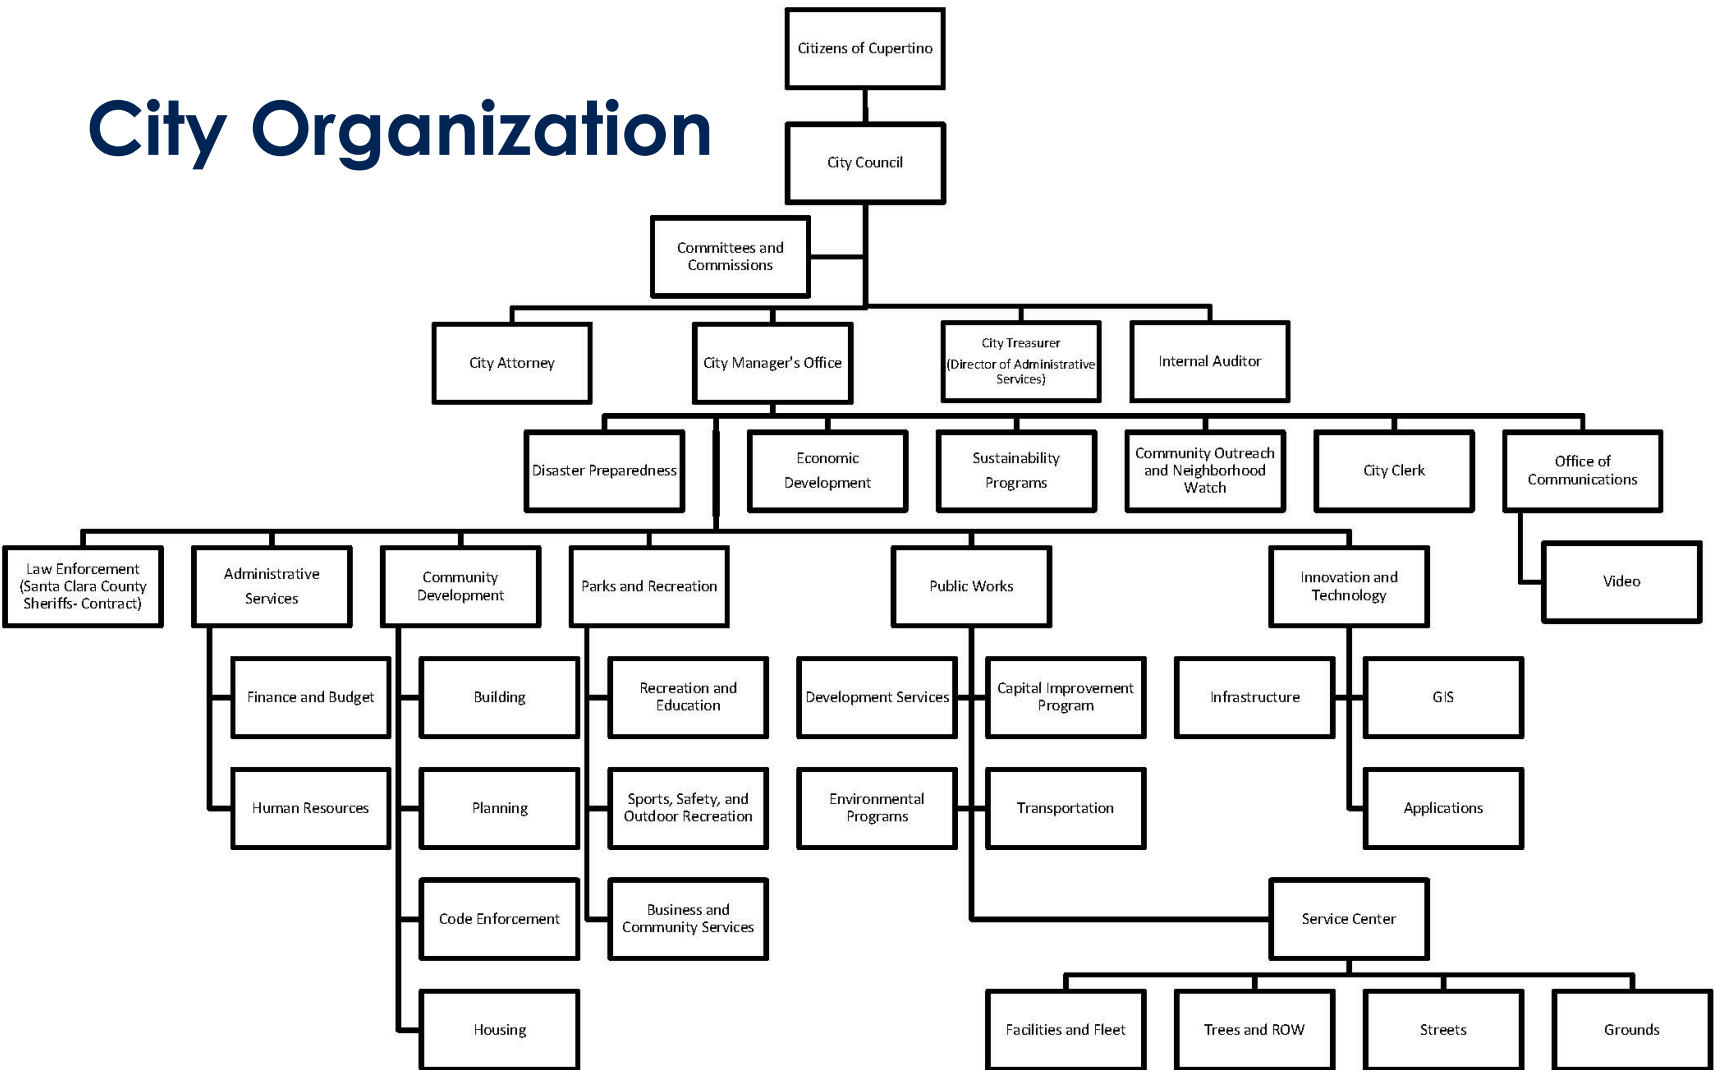 Citizens of Cupertino
City Organization
City Council
Committees and
Commissions
City Attorney
City Manager's Office
City Treasurer
(Director of Administrative
Services)
Internal Auditor
Disaster Preparedness
Economic
Development
Sustainability
Programs
Community Outreach
and Neighborhood
Watch
City Clerk
Office of
Communications
Law Enforcement
(Santa Clara County
Sheriffs- Contract)
Administrative
Services
Community
Development
Parks and Recreation
Public Works
Innovation and
Technology
Video
Finance and Budget
Building
Recreation and
Education
Development Services
Capital Improvement
Program
Infrastructure
GIS
Human Resources
Planning
Sports, Safety, and
Outdoor Recreation
Environmental
Programs
Transportation
Applications
Code Enforcement
Business and
Community Services
Service Center
Housing
Facilities and Fleet
Trees and ROW
Streets
Grounds